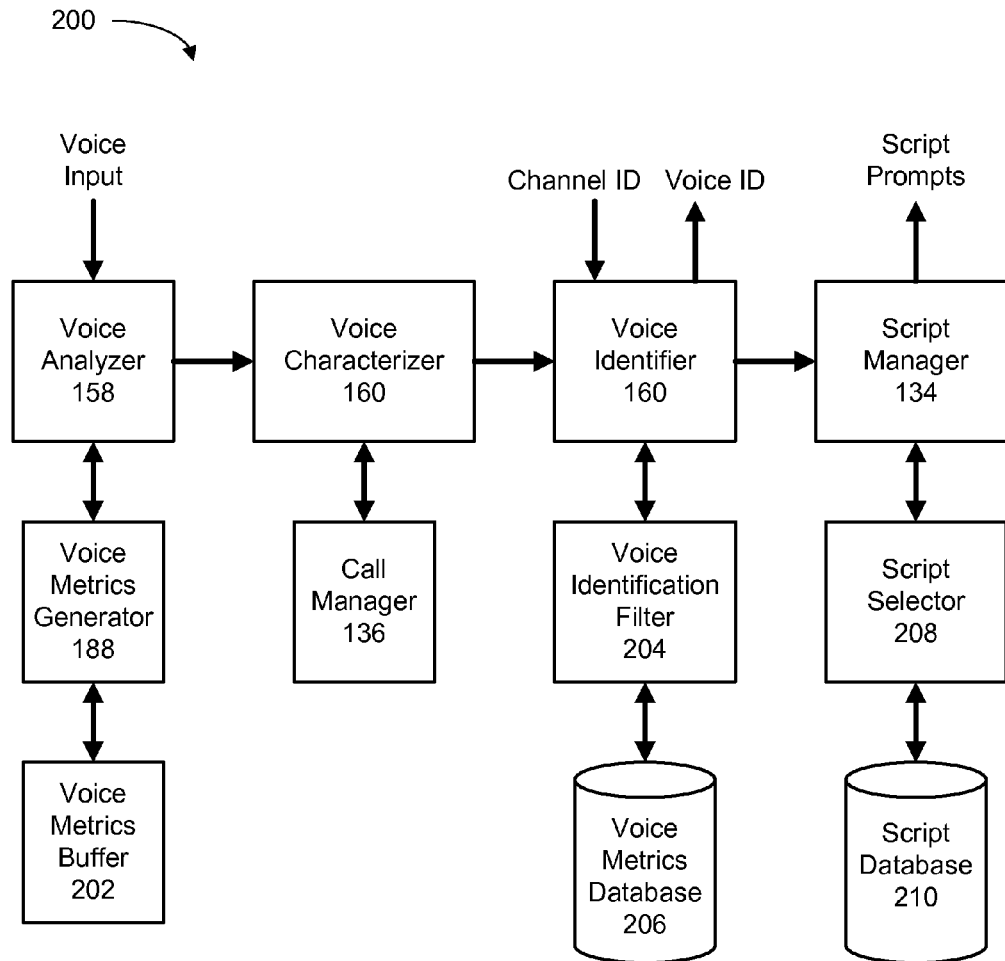 200
Voice
Input
Channel ID
Voice ID
Script
Prompts
Voice
Analyzer
158
Voice
Characterizer
160
Voice
Identifier
160
Script
Manager
134
Voice
Metrics
Generator
188
Call
Manager
136
Voice
Identification
Filter
204
Script
Selector
208
Voice
Metrics
Buffer
202
Voice
Metrics
Database
206
Script
Database
210